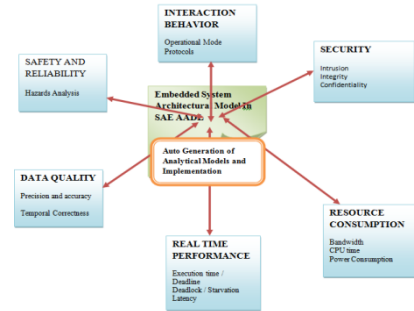 INTERACTION
BEHAVIOR
Operational Mode
Protocols
SAFETY AND
RELIABILITY
Hazards Analysis
SECURITY
Intrusion
Integrity
Confidentiality
Embedded System
Architectural Model In
SAE AADL
Auto Generation of
Analytical Models and
Implementation
DATA QUALITY
Precision and accuracy
Temporal Correctness
RESOURCE
CONSUMPTION
Bandwidth
CPU time
Power Consumption
REAL TIME
PERFORMANCE
Execution time /
Deadline
Deadlock / Starvation
Latency